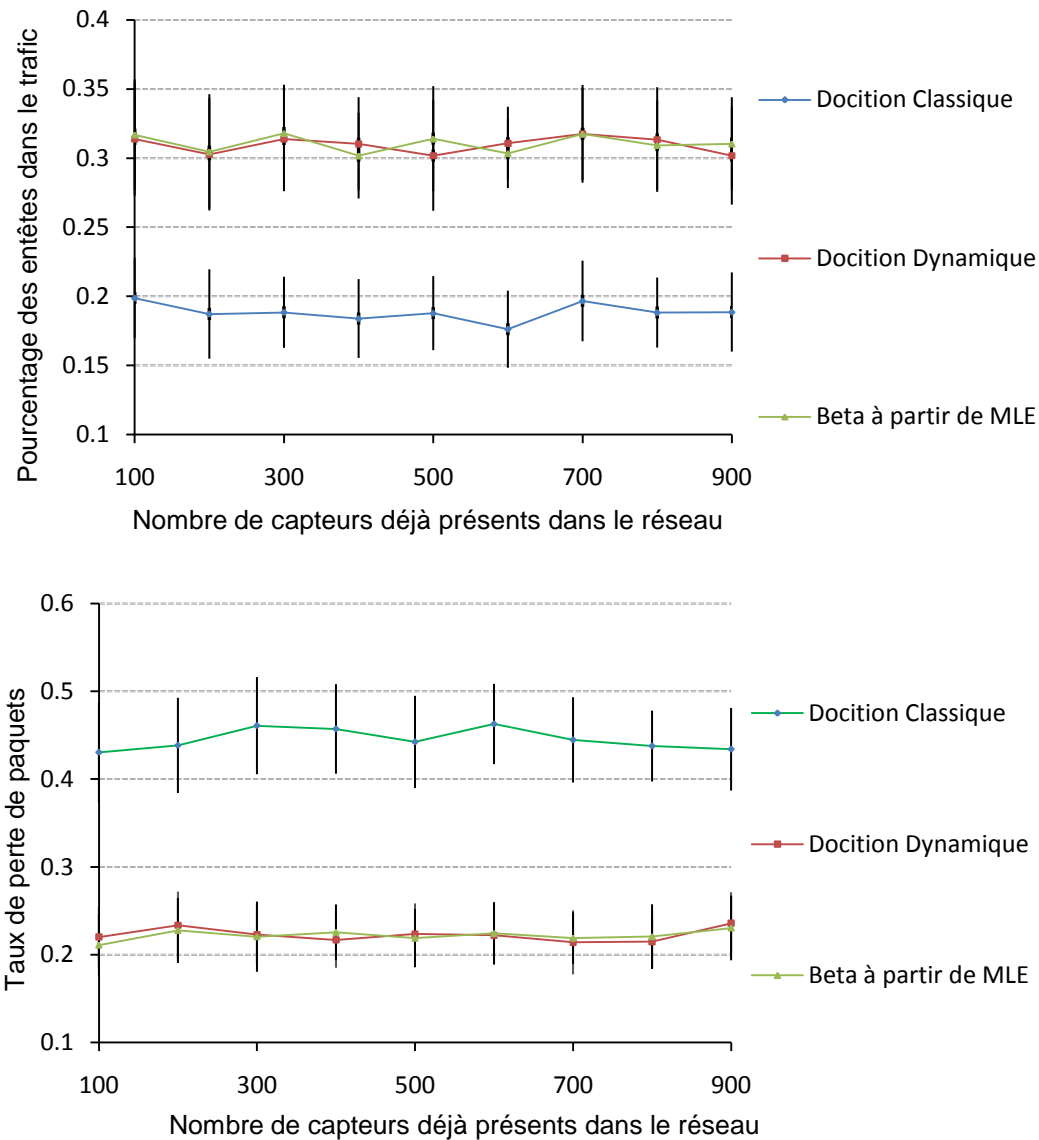 Pourcentage des entêtes dans le trafic
0.4
0.35
0.3
0.25
0.2
0.15
0.1
100
300
500
700
900
Nombre de capteurs déjà présents dans le réseau
Docition Classique
Docition Dynamique
Beta à partir de MLE
Taux de perte de paquets
0.6
0.5
0.4
0.3
0.2
0.1
100
300
500
700
900
Nombre de capteurs déjà présents dans le réseau
Docition Classique
Docition Dynamique
Beta à partir de MLE